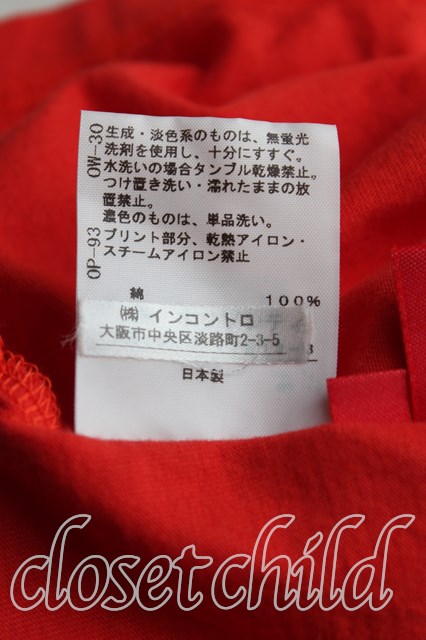 OW-30
生成・淡色系のものは、無蛍光
洗剤を使用し、十分にすすぐ。
水洗いの場合タンブル乾燥禁止。
つけ置き洗い・濡れたままの放
置禁止。
濃色のものは、単品洗い。
OP-93
プリント部分、乾熱アイロン・
スチームアイロン禁止
綿 100%
(株) インコントロ
大阪市中央区淡路町2-3-5
日本製
closet child